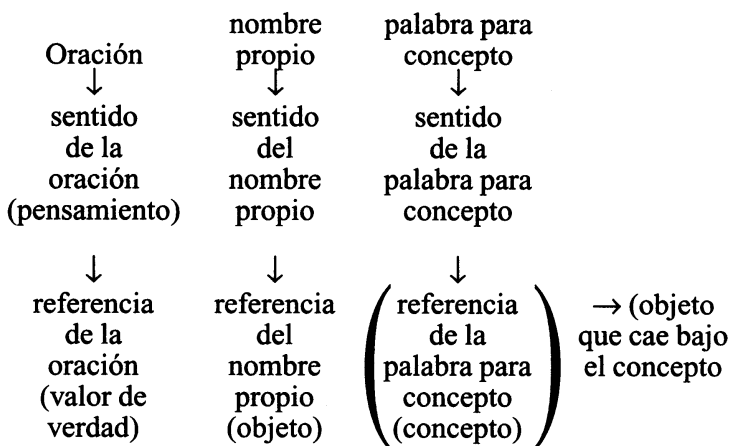 nombre palabra para
Oración propio concepto
↓ ↓ ↓
sentido sentido sentido
de la del de la
oración nombre palabra para
(pensamiento) propio concepto
↓ ↓ ↓
referencia referencia (referencia → (objeto
de la del de la que cae bajo
oración nombre palabra para el concepto
(valor de propio concepto
verdad) (objeto) (concepto))